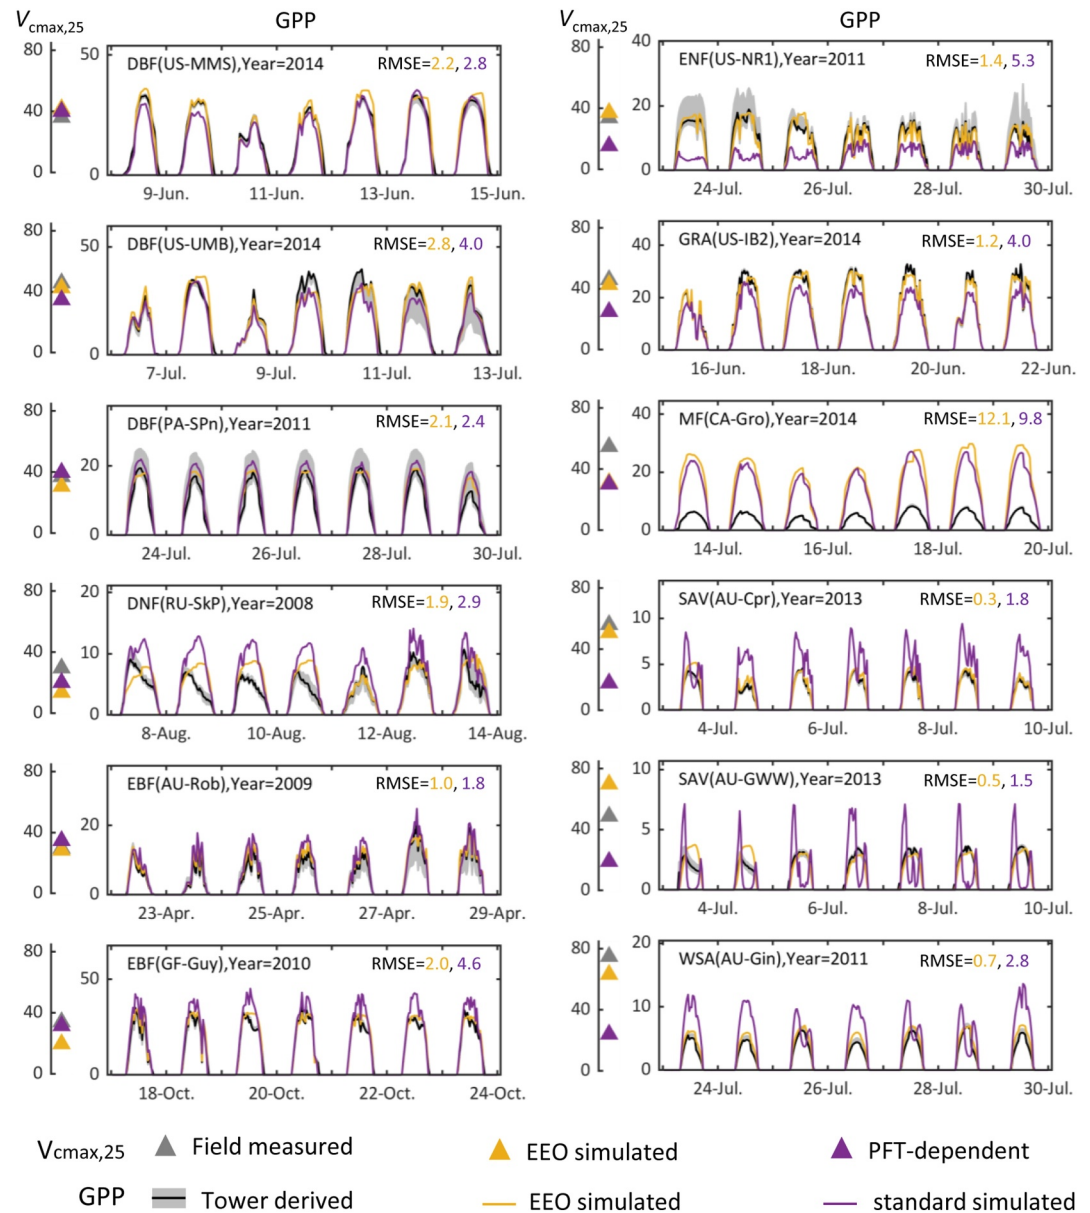 Vcmax,25 GPP
80
40
0
50
0
DBF(US-MMS),Year=2014 RMSE=2.2, 2.8
9-Jun. 11-Jun. 13-Jun. 15-Jun.
80
40
0
50
0
DBF(US-UMB),Year=2014 RMSE=2.8, 4.0
7-Jul. 9-Jul. 11-Jul. 13-Jul.
80
40
0
20
0
DBF(PA-SPn),Year=2011 RMSE=2.1, 2.4
24-Jul. 26-Jul. 28-Jul. 30-Jul.
80
40
0
20
10
0
DNF(RU-SkP),Year=2008 RMSE=1.9, 2.9
8-Aug. 10-Aug. 12-Aug. 14-Aug.
80
40
0
20
0
EBF(AU-Rob),Year=2009 RMSE=1.0, 1.8
23-Apr. 25-Apr. 27-Apr. 29-Apr.
80
40
0
50
0
EBF(GF-Guy),Year=2010 RMSE=2.0, 4.6
18-Oct. 20-Oct. 22-Oct. 24-Oct.
Vcmax,25 GPP
80
40
0
40
20
0
ENF(US-NR1),Year=2011 RMSE=1.4, 5.3
24-Jul. 26-Jul. 28-Jul. 30-Jul.
80
40
0
40
20
0
GRA(US-IB2),Year=2014 RMSE=1.2, 4.0
16-Jun. 18-Jun. 20-Jun. 22-Jun.
80
40
0
40
20
0
MF(CA-Gro),Year=2014 RMSE=12.1, 9.8
14-Jul. 16-Jul. 18-Jul. 20-Jul.
80
40
0
10
5
0
SAV(AU-Cpr),Year=2013 RMSE=0.3, 1.8
4-Jul. 6-Jul. 8-Jul. 10-Jul.
80
40
0
10
5
0
SAV(AU-GWW),Year=2013 RMSE=0.5, 1.5
4-Jul. 6-Jul. 8-Jul. 10-Jul.
80
40
0
20
10
0
WSA(AU-Gin),Year=2011 RMSE=0.7, 2.8
24-Jul. 26-Jul. 28-Jul. 30-Jul.
Vcmax,25 Field measured EEO simulated PFT-dependent
GPP Tower derived EEO simulated standard simulated